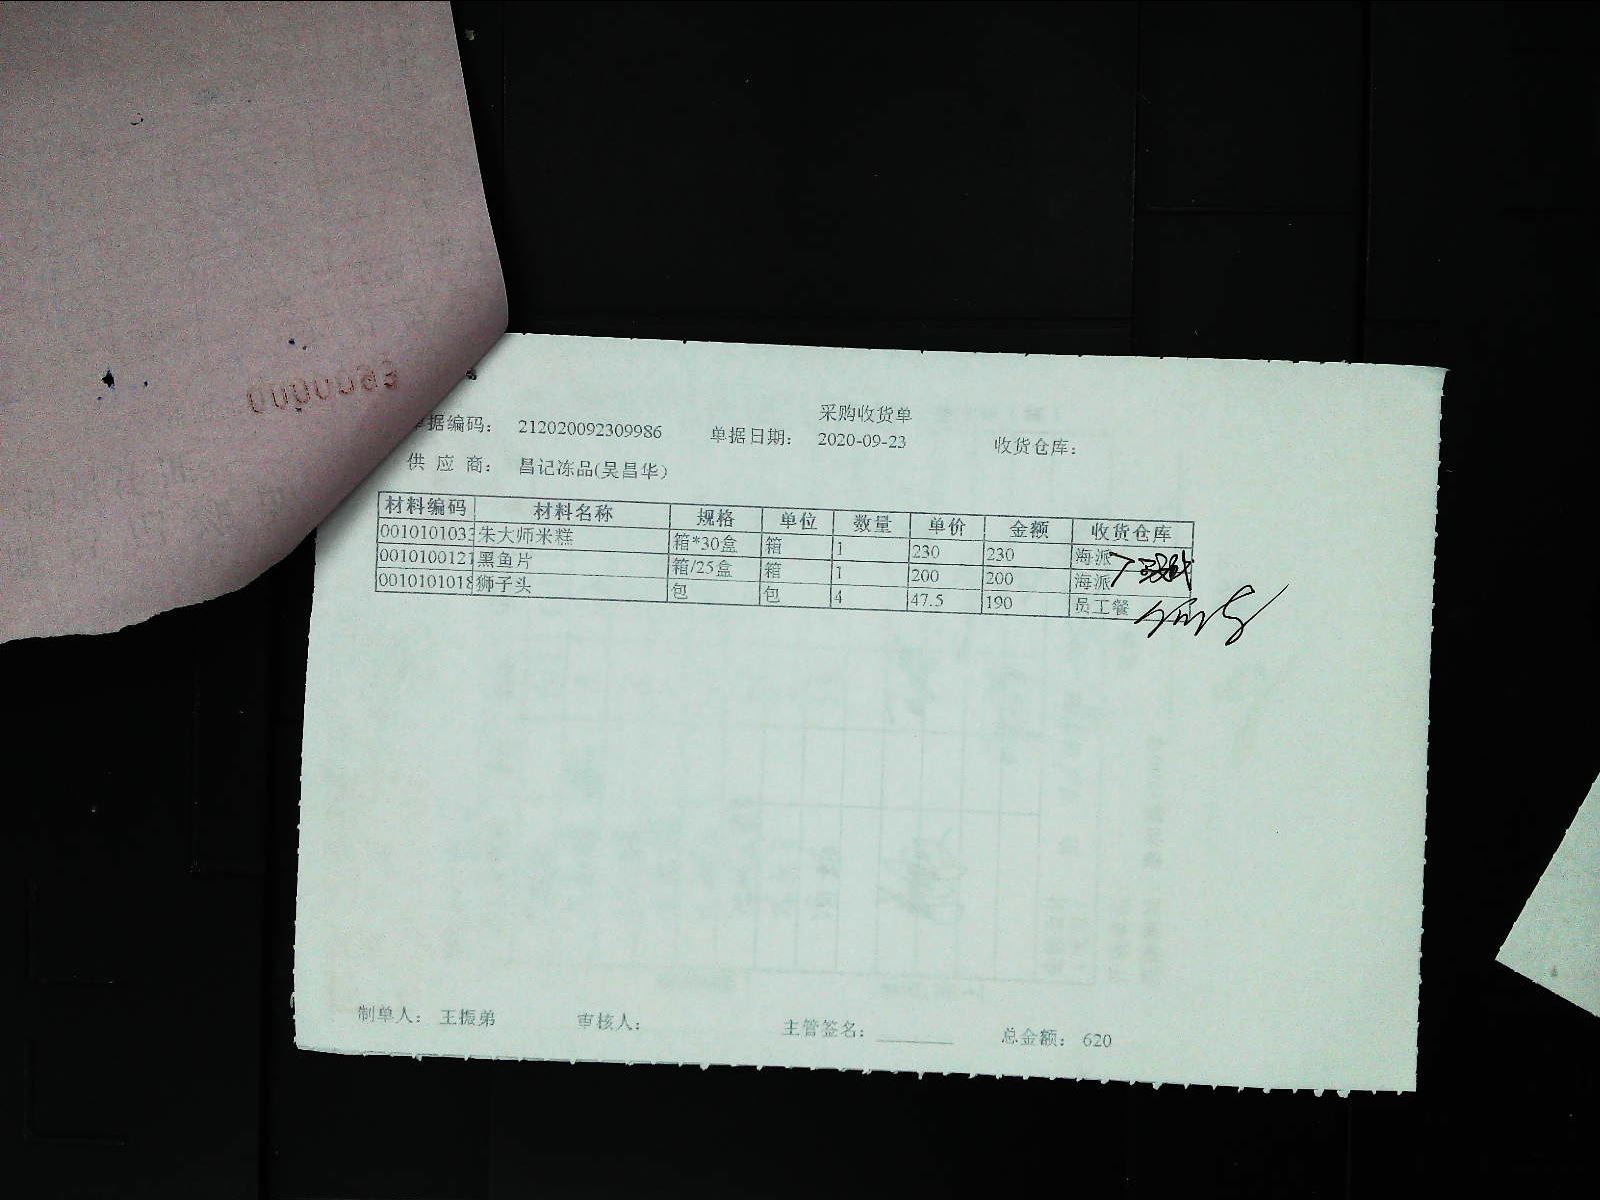 采购收货单
单据编码: 212020092309986 单据日期: 2020-09-23 收货仓库:
供 应 商: 昌记冻品(吴昌华)
材料编码 材料名称 规格 单位 数量 单价 金额 收货仓库
0010101033 朱大师米糕 箱*30盒 箱 1 230 230 海派
0010100121 黑鱼片 箱/25盒 箱 1 200 200 海派
0010101018 狮子头 包 包 4 47.5 190 员工餐
制单人: 王振弟 审核人: 主管签名: 总金额: 620